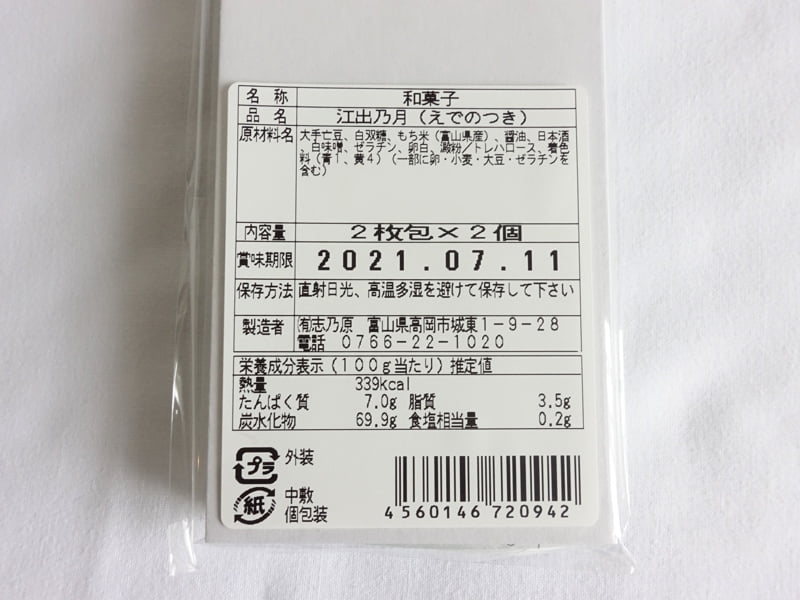 名称 和菓子
品名 江出乃月（えでのつき）
原材料名 大手亡豆、白双糖、もち米（富山県産）、醤油、日本酒
、白味噌、ゼラチン、卵白、澱粉／トレハロース、着色
料（青１、黄４）（一部に卵・小麦・大豆・ゼラチンを
含む）
内容量 ２枚包×２個
賞味期限 2021.07.11
保存方法 直射日光、高温多湿を避けて保存して下さい
製造者 ㈲志乃原 富山県高岡市城東１－９－２８
電話 ０７６６－２２－１０２０
栄養成分表示（１００ｇ当たり）推定値
熱量 339kcal
たんぱく質 7.0g 脂質 3.5g
炭水化物 69.9g 食塩相当量 0.2g
プラ 外装
紙 中敷
個包装
4 560146 720942